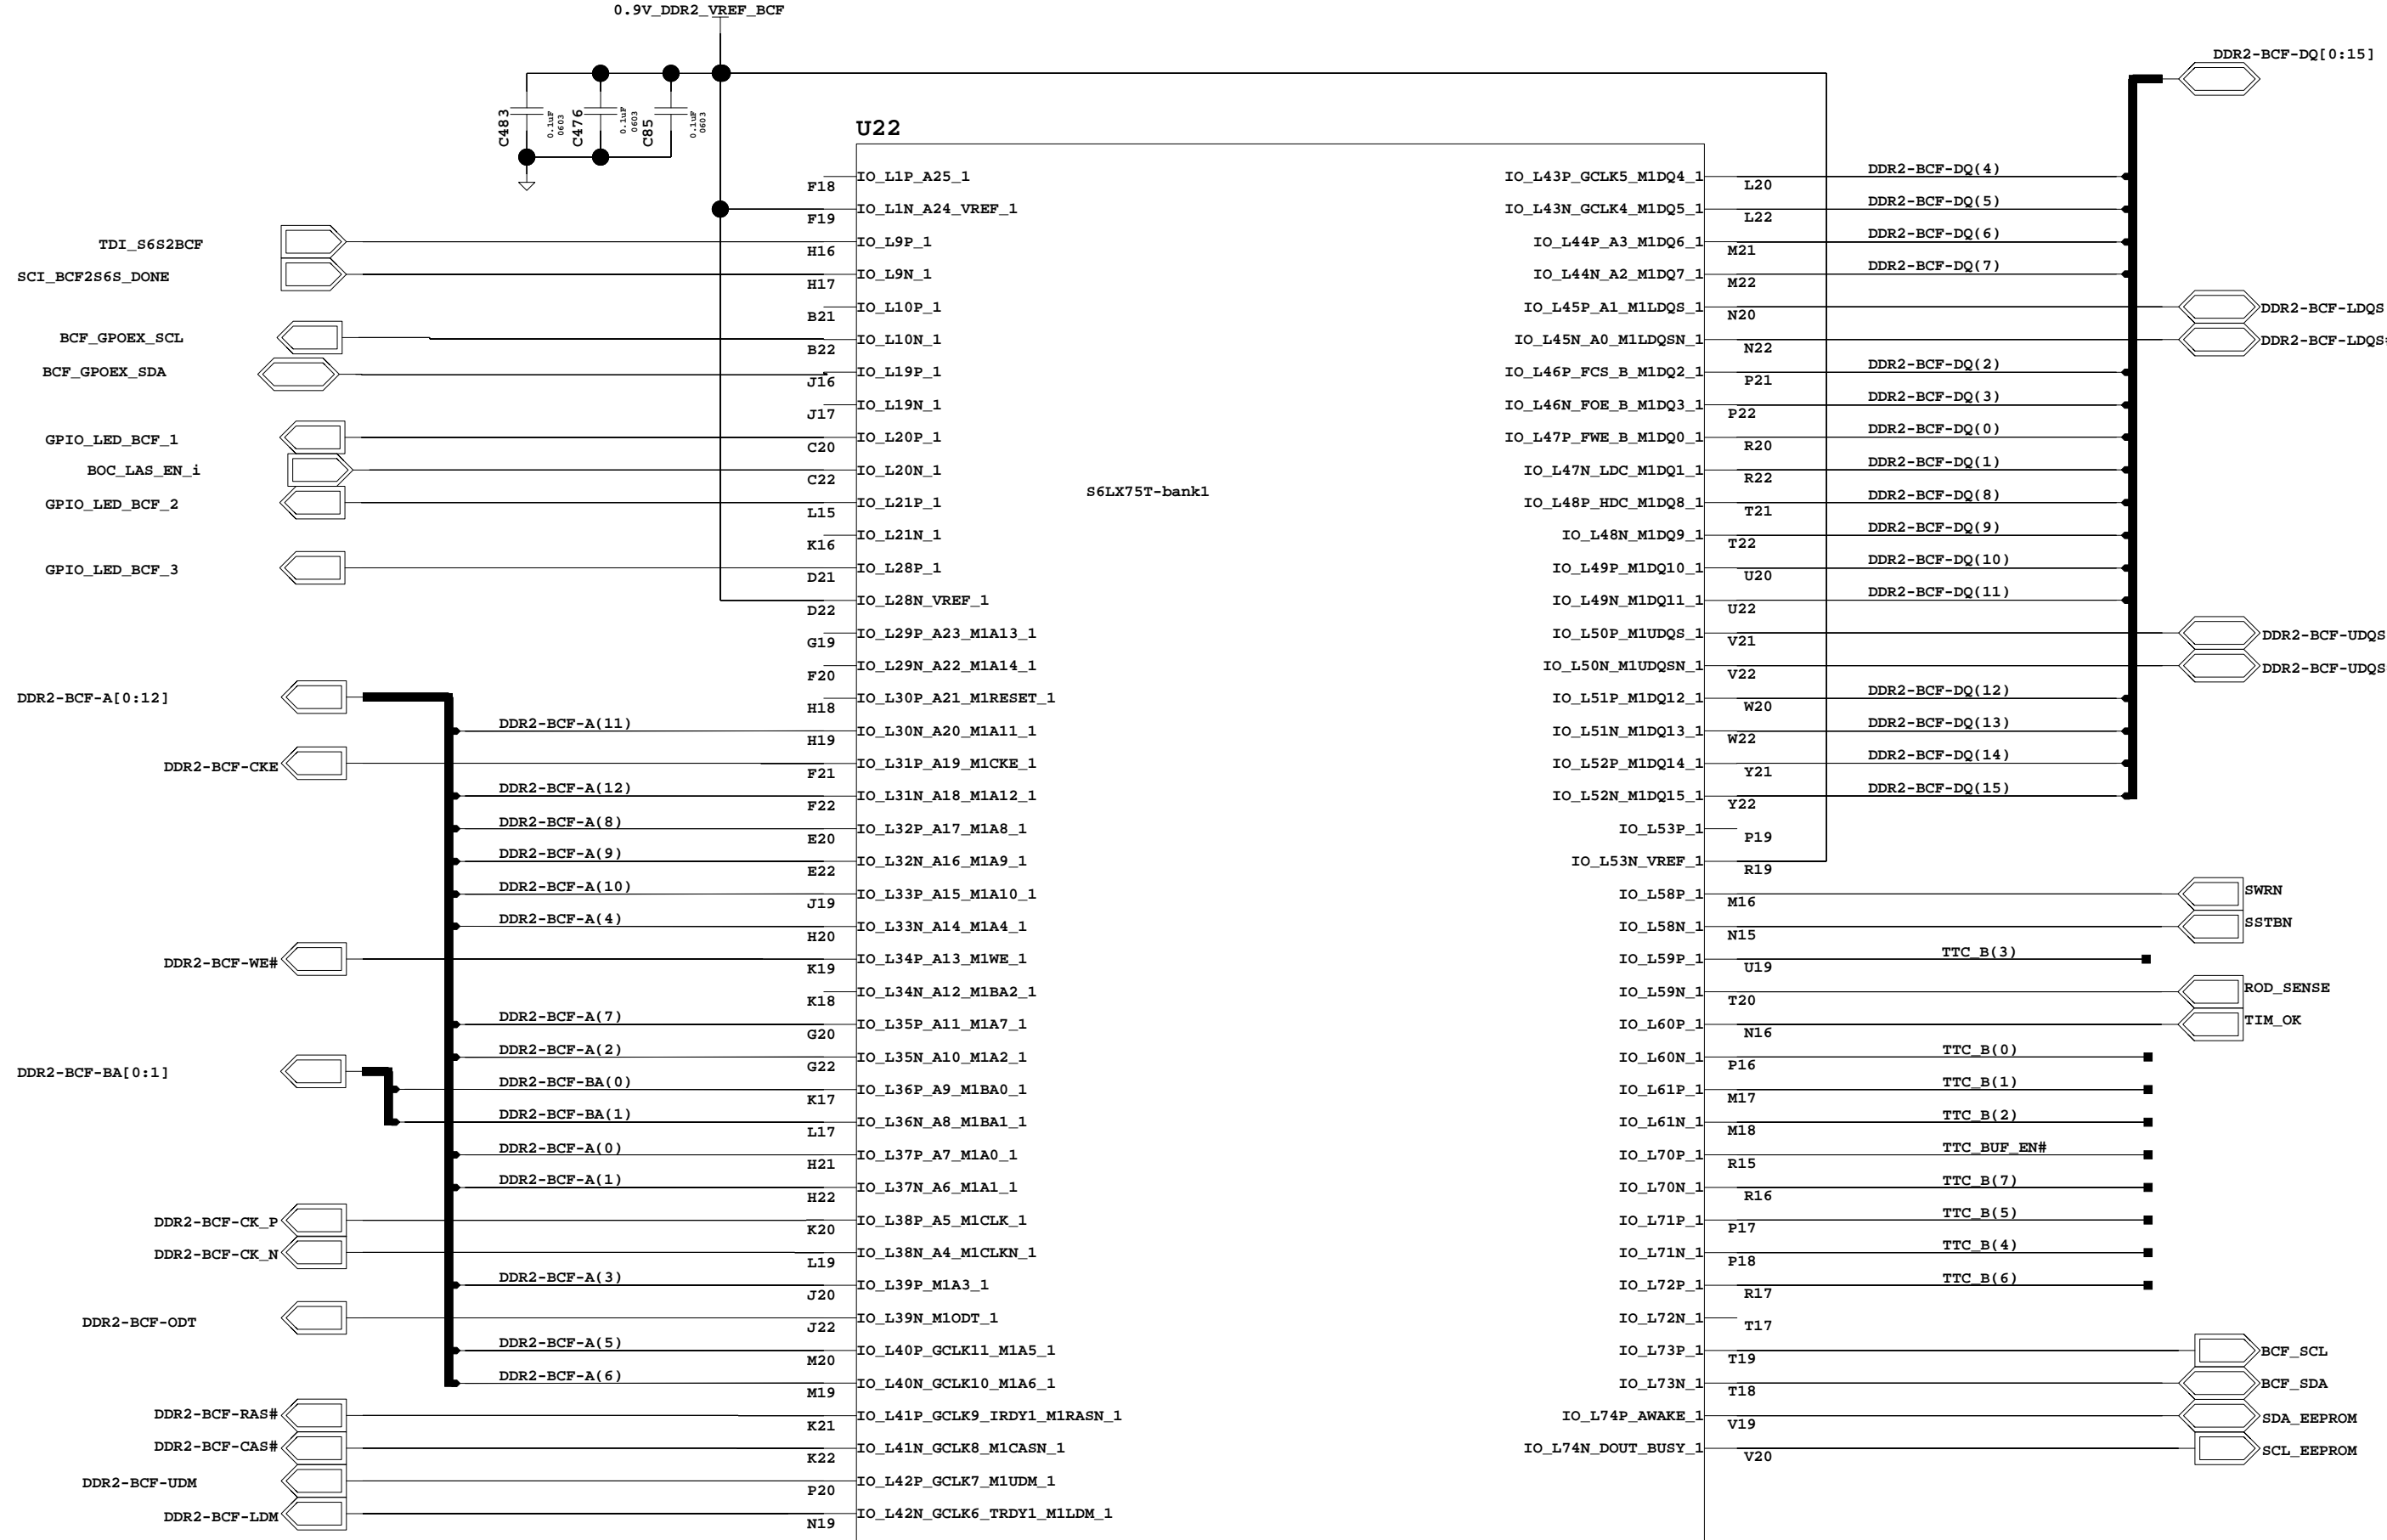 0.9V_DDR2_VREF_BCF
DDR2-BCF-DQ[0:15]
C483
0.1uF
0603
C476
0.1uF
0603
C85
0.1uF
0603
U22
S6LX75T-bank1
F18 IO_L1P_A25_1
F19 IO_L1N_A24_VREF_1
TDI_S6S2BCF H16 IO_L9P_1
SCI_BCF2S6S_DONE H17 IO_L9N_1
B21 IO_L10P_1
BCF_GPOEX_SCL B22 IO_L10N_1
BCF_GPOEX_SDA J16 IO_L19P_1
J17 IO_L19N_1
GPIO_LED_BCF_1 C20 IO_L20P_1
BOC_LAS_EN_i C22 IO_L20N_1
GPIO_LED_BCF_2 L15 IO_L21P_1
K16 IO_L21N_1
GPIO_LED_BCF_3 D21 IO_L28P_1
D22 IO_L28N_VREF_1
G19 IO_L29P_A23_M1A13_1
F20 IO_L29N_A22_M1A14_1
DDR2-BCF-A[0:12] H18 IO_L30P_A21_M1RESET_1
DDR2-BCF-A(11) H19 IO_L30N_A20_M1A11_1
DDR2-BCF-CKE F21 IO_L31P_A19_M1CKE_1
DDR2-BCF-A(12) F22 IO_L31N_A18_M1A12_1
DDR2-BCF-A(8) E20 IO_L32P_A17_M1A8_1
DDR2-BCF-A(9) E22 IO_L32N_A16_M1A9_1
DDR2-BCF-A(10) J19 IO_L33P_A15_M1A10_1
DDR2-BCF-A(4) H20 IO_L33N_A14_M1A4_1
DDR2-BCF-WE# K19 IO_L34P_A13_M1WE_1
K18 IO_L34N_A12_M1BA2_1
DDR2-BCF-A(7) G20 IO_L35P_A11_M1A7_1
DDR2-BCF-A(2) G22 IO_L35N_A10_M1A2_1
DDR2-BCF-BA[0:1] DDR2-BCF-BA(0) K17 IO_L36P_A9_M1BA0_1
DDR2-BCF-BA(1) L17 IO_L36N_A8_M1BA1_1
DDR2-BCF-A(0) H21 IO_L37P_A7_M1A0_1
DDR2-BCF-A(1) H22 IO_L37N_A6_M1A1_1
DDR2-BCF-CK_P K20 IO_L38P_A5_M1CLK_1
DDR2-BCF-CK_N L19 IO_L38N_A4_M1CLKN_1
DDR2-BCF-A(3) J20 IO_L39P_M1A3_1
DDR2-BCF-ODT J22 IO_L39N_M1ODT_1
DDR2-BCF-A(5) M20 IO_L40P_GCLK11_M1A5_1
DDR2-BCF-A(6) M19 IO_L40N_GCLK10_M1A6_1
DDR2-BCF-RAS# K21 IO_L41P_GCLK9_IRDY1_M1RASN_1
DDR2-BCF-CAS# K22 IO_L41N_GCLK8_M1CASN_1
DDR2-BCF-UDM P20 IO_L42P_GCLK7_M1UDM_1
DDR2-BCF-LDM N19 IO_L42N_GCLK6_TRDY1_M1LDM_1
IO_L43P_GCLK5_M1DQ4_1 L20 DDR2-BCF-DQ(4)
IO_L43N_GCLK4_M1DQ5_1 L22 DDR2-BCF-DQ(5)
IO_L44P_A3_M1DQ6_1 M21 DDR2-BCF-DQ(6)
IO_L44N_A2_M1DQ7_1 M22 DDR2-BCF-DQ(7)
IO_L45P_A1_M1LDQS_1 N20 DDR2-BCF-LDQS
IO_L45N_A0_M1LDQSN_1 N22 DDR2-BCF-LDQS#
IO_L46P_FCS_B_M1DQ2_1 P21 DDR2-BCF-DQ(2)
IO_L46N_FOE_B_M1DQ3_1 P22 DDR2-BCF-DQ(3)
IO_L47P_FWE_B_M1DQ0_1 R20 DDR2-BCF-DQ(0)
IO_L47N_LDC_M1DQ1_1 R22 DDR2-BCF-DQ(1)
IO_L48P_HDC_M1DQ8_1 T21 DDR2-BCF-DQ(8)
IO_L48N_M1DQ9_1 T22 DDR2-BCF-DQ(9)
IO_L49P_M1DQ10_1 U20 DDR2-BCF-DQ(10)
IO_L49N_M1DQ11_1 U22 DDR2-BCF-DQ(11)
IO_L50P_M1UDQS_1 V21 DDR2-BCF-UDQS
IO_L50N_M1UDQSN_1 V22 DDR2-BCF-UDQS
IO_L51P_M1DQ12_1 W20 DDR2-BCF-DQ(12)
IO_L51N_M1DQ13_1 W22 DDR2-BCF-DQ(13)
IO_L52P_M1DQ14_1 Y21 DDR2-BCF-DQ(14)
IO_L52N_M1DQ15_1 Y22 DDR2-BCF-DQ(15)
IO_L53P_1 P19
IO_L53N_VREF_1 R19
IO_L58P_1 M16 SWRN
IO_L58N_1 N15 SSTBN
IO_L59P_1 U19 TTC_B(3)
IO_L59N_1 T20 ROD_SENSE
IO_L60P_1 N16 TIM_OK
IO_L60N_1 P16 TTC_B(0)
IO_L61P_1 M17 TTC_B(1)
IO_L61N_1 M18 TTC_B(2)
IO_L70P_1 R15 TTC_BUF_EN#
IO_L70N_1 R16 TTC_B(7)
IO_L71P_1 P17 TTC_B(5)
IO_L71N_1 P18 TTC_B(4)
IO_L72P_1 R17 TTC_B(6)
IO_L72N_1 T17
IO_L73P_1 T19 BCF_SCL
IO_L73N_1 T18 BCF_SDA
IO_L74P_AWAKE_1 V19 SDA_EEPROM
IO_L74N_DOUT_BUSY_1 V20 SCL_EEPROM